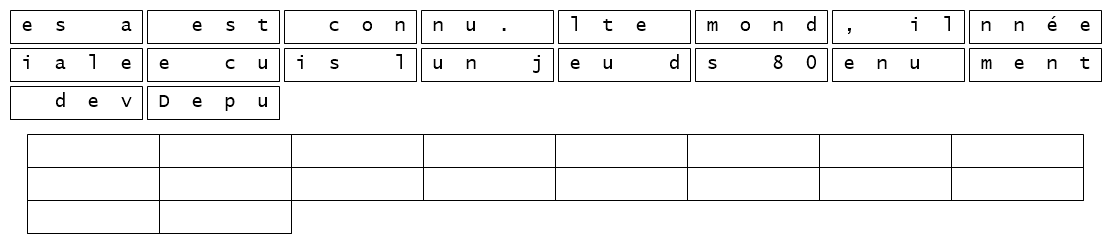 es a est con nu. lte mond , il nnée
iale e cu is l un j eu d s 80 enu ment
 dev Depu